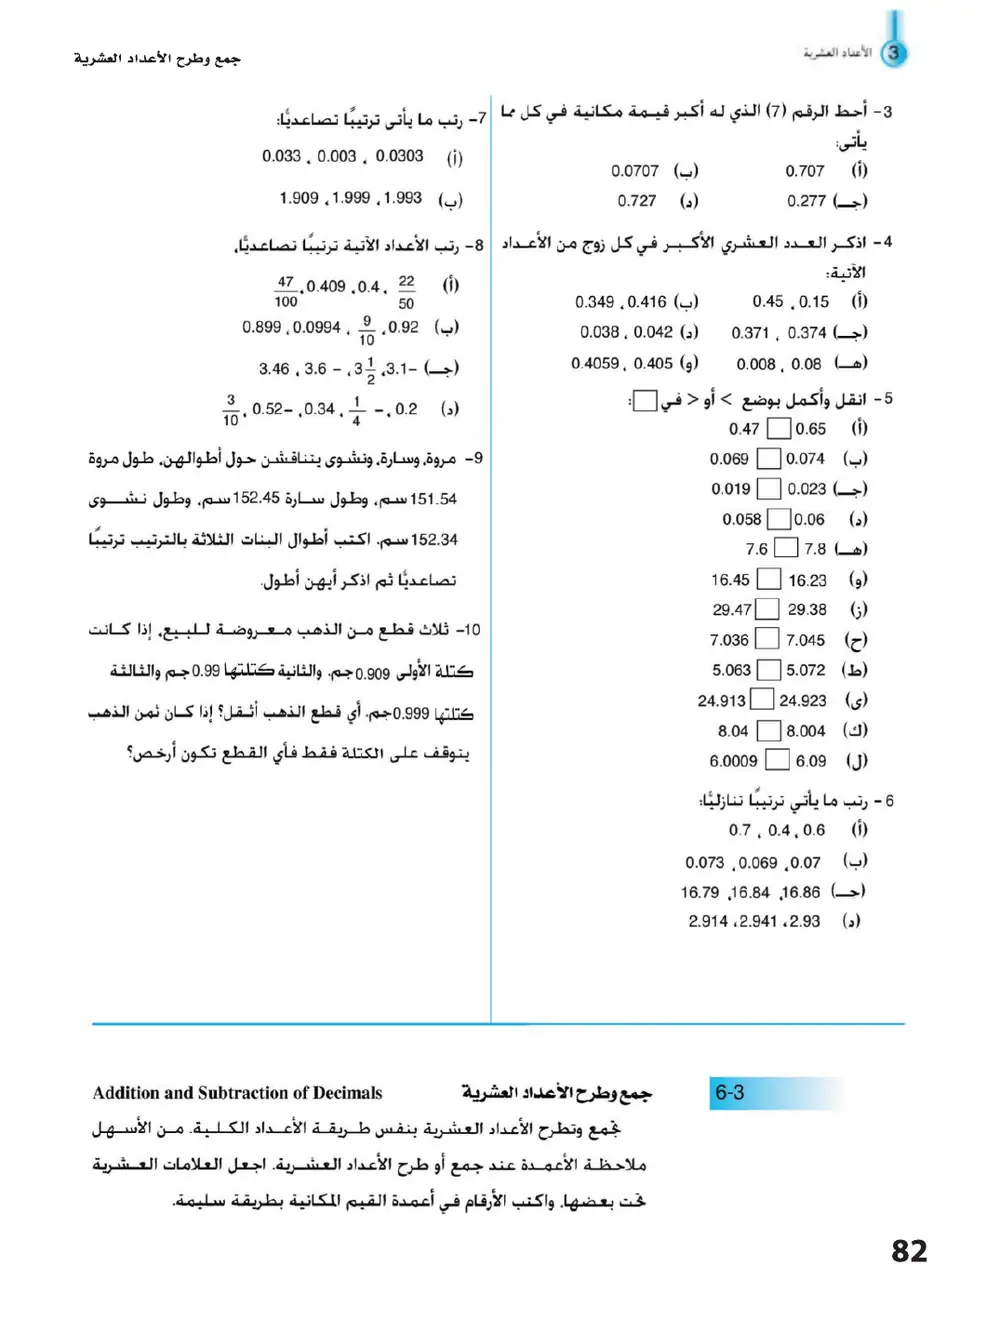 3 الأعداد العشرية
جمع وطرح الأعداد العشرية
3- أحط الرقم (7) الذي له أكبر قيمة مكانية في كل مما
يأتي:
(أ) 0.707 (ب) 0.0707
(جـ) 0.277 (د) 0.727
4- اذكر العدد العشري الأكبر في كل زوج من الأعداد
الآتية:
(أ) 0.15 ، 0.45 (ب) 0.416 ، 0.349
(جـ) 0.374 ، 0.371 (د) 0.042 ، 0.038
(هـ) 0.08 ، 0.008 (و) 0.405 ، 0.4059
5- انقل وأكمل بوضع > أو < في □:
(أ) 0.65 □ 0.47
(ب) 0.074 □ 0.069
(جـ) 0.023 □ 0.019
(د) 0.06 □ 0.058
(هـ) 7.8 □ 7.6
(و) 16.23 □ 16.45
(ز) 29.38 □ 29.47
(ح) 7.045 □ 7.036
(ط) 5.072 □ 5.063
(ى) 24.923 □ 24.913
(ك) 8.004 □ 8.04
(ل) 6.09 □ 6.0009
6- رتب ما يأتي ترتيبًا تنازليًا:
(أ) 0.6 ، 0.4 ، 0.7
(ب) 0.07 ، 0.069 ، 0.073
(جـ) 16.86 ، 16.84 ، 16.79
(د) 2.93 ، 2.941 ، 2.914
7- رتب ما يأتى ترتيبًا تصاعديًا:
(أ) 0.0303 ، 0.003 ، 0.033
(ب) 1.993 ، 1.999 ، 1.909
8- رتب الأعداد الآتية ترتيبًا تصاعديًا،
(أ) 22/50 ، 0.4 ، 0.409 ، 47/100
(ب) 0.92 ، 9/10 ، 0.0994 ، 0.899
(جـ) -3.1 ، 3 1/2 ، - 3.6 ، 3.46
(د) 0.2 ، - 1/4 ، 0.34 ، -0.52 ، 3/10
9- مروة، وسارة، ونشوى يتناقشن حول أطوالهن، طول مروة
151.54 سم، وطول سارة 152.45 سم، وطول نشوى
152.34 سم. اكتب أطوال البنات الثلاثة بالترتيب ترتيبًا
تصاعديًا ثم اذكر أيهن أطول.
10- ثلاث قطع من الذهب معروضة للبيع، إذا كانت
كتلة الأولى 0.909 جم، والثانية كتلتها 0.99 جم والثالثة
كتلتها 0.999 جم. أي قطع الذهب أثقل؟ إذا كان ثمن الذهب
يتوقف على الكتلة فقط فأي القطع تكون أرخص؟
6-3 جمع وطرح الأعداد العشرية Addition and Subtraction of Decimals
تجمع وتطرح الأعداد العشرية بنفس طريقة الأعداد الكلية. من الأسهل
ملاحظة الأعمدة عند جمع أو طرح الأعداد العشرية. اجعل العلامات العشرية
تحت بعضها، واكتب الأرقام في أعمدة القيم المكانية بطريقة سليمة.
82